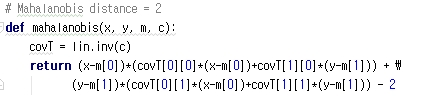 # Mahalanobis distance = 2
def mahalanobis(x, y, m, c):
covT = lin.inv(c)
return (x-m[0])*(covT[0][0]*(x-m[0])+covT[1][0]*(y-m[1])) + ₩
(y-m[1])*(covT[0][1]*(x-m[0])+covT[1][1]*(y-m[1])) - 2